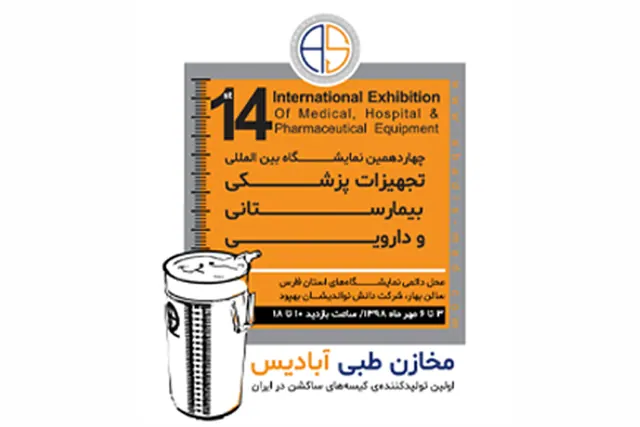 AS
14st
International Exhibition
Of Medical, Hospital &
Pharmaceutical Equipment
چهاردهمین نمایشگاه بین المللی
تجهیزات پزشکی
بیمارستانی
و دارویی
محل دائمی نمایشگاه‌های استان فارس
سالن بهار، شرکت دانش نواندیشان بهبود
۳ تا ۶ مهر ماه ۱۳۹۸/ ساعت بازدید ۱۰ تا ۱۸
مخازن طبی آبادیس
اولین تولیدکننده‌ی کیسه‌های ساکشن در ایران